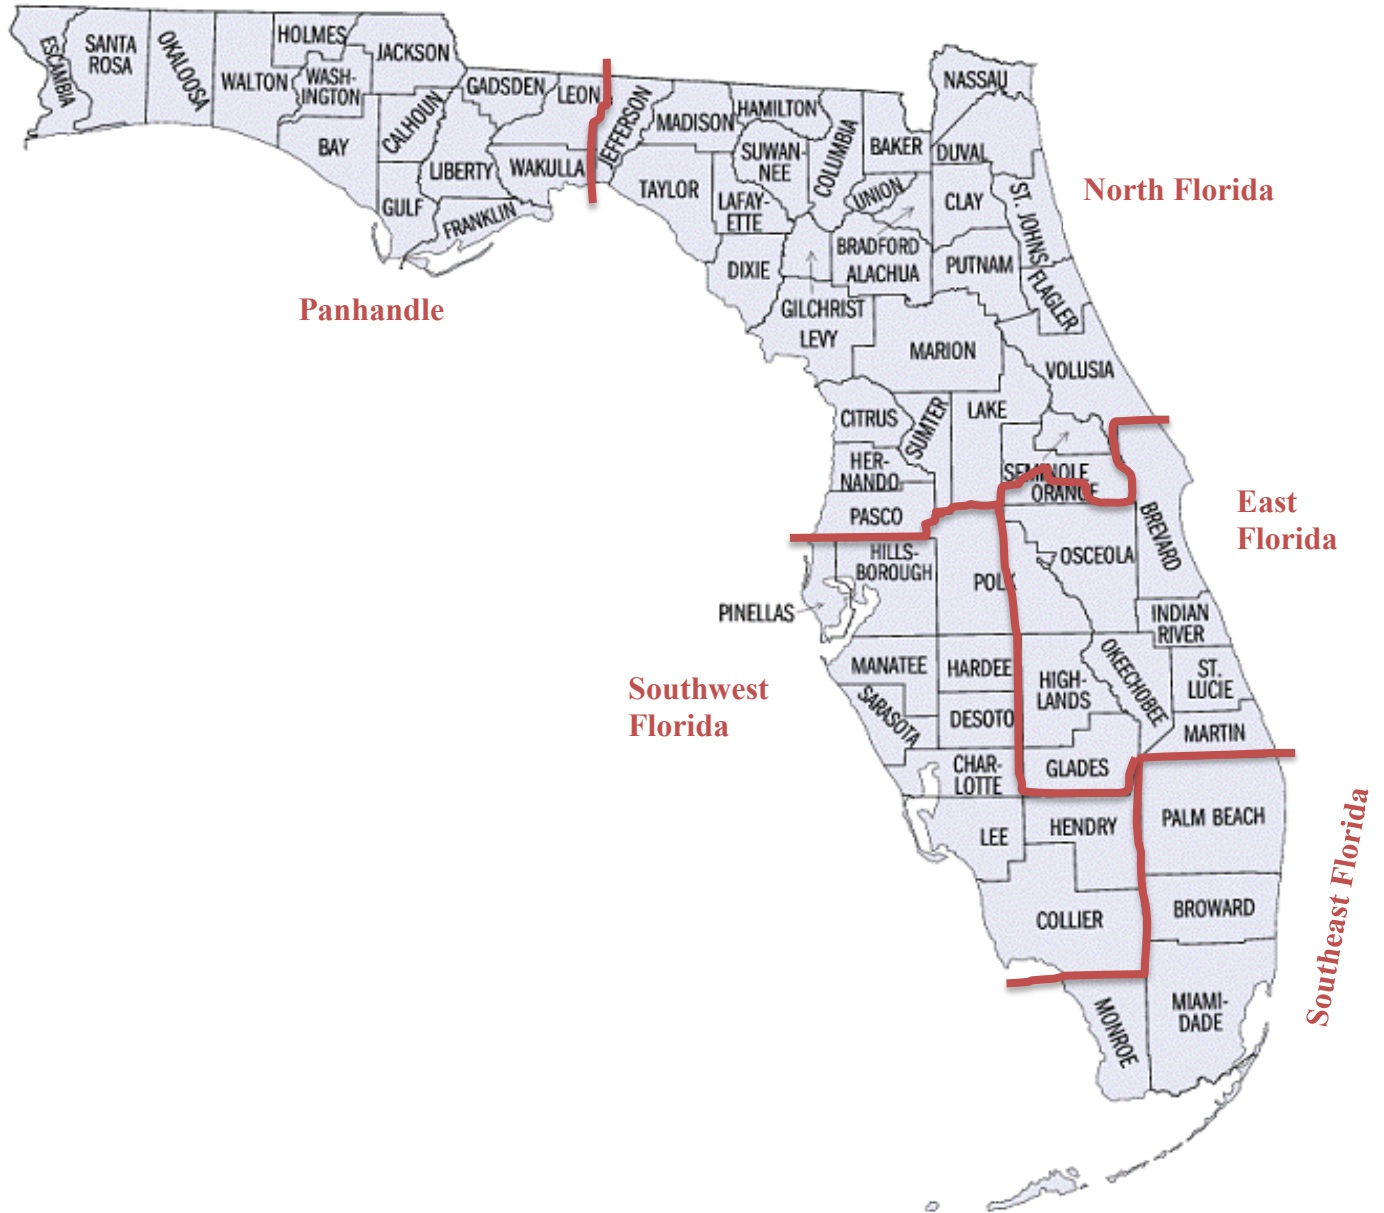 ESCAMBIA
SANTA
ROSA
OKALOOSA
WALTON
HOLMES
WASH-
INGTON
JACKSON
BAY
CALHOUN
GULF
GADSDEN
LIBERTY
FRANKLIN
LEON
WAKULLA
JEFFERSON
MADISON
TAYLOR
HAMILTON
SUWAN-
NEE
LAFAY-
ETTE
DIXIE
COLUMBIA
BAKER
UNION
BRADFORD
ALACHUA
GILCHRIST
LEVY
NASSAU
DUVAL
CLAY
ST. JOHNS
PUTNAM
FLAGLER
North Florida
Panhandle
MARION
VOLUSIA
CITRUS
SUMTER
LAKE
HER-
NANDO
SEMINOLE
ORANGE
PASCO
BREVARD
East
Florida
HILLS-
BOROUGH
POLK
OSCEOLA
PINELLAS
INDIAN
RIVER
MANATEE
HARDEE
HIGH-
LANDS
OKEECHOBEE
ST.
LUCIE
Southwest
Florida
SARASOTA
DESOTO
MARTIN
CHAR-
LOTTE
GLADES
LEE
HENDRY
PALM BEACH
COLLIER
BROWARD
Southeast Florida
MONROE
MIAMI-
DADE